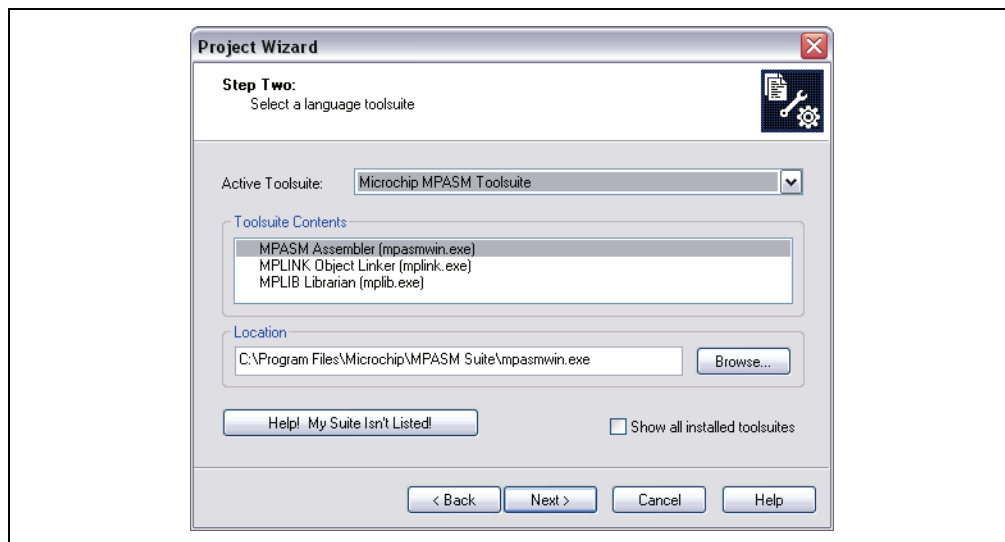 Project Wizard
Step Two:
Select a language toolsuite
Active Toolsuite: Microchip MPASM Toolsuite
Toolsuite Contents
MPASM Assembler (mpasmwin.exe)
MPLINK Object Linker (mplink.exe)
MPLIB Librarian (mplib.exe)
Location
C:\Program Files\Microchip\MPASM Suite\mpasmwin.exe Browse...
Help! My Suite Isn't Listed! Show all installed toolsuites
< Back Next > Cancel Help